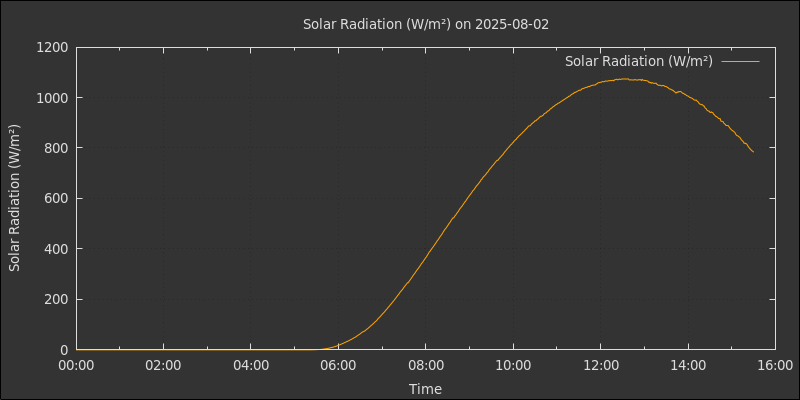 Solar Radiation (W/m²) on 2025-08-02
Solar Radiation (W/m²)
1200
1000
800
600
400
200
0
Solar Radiation (W/m²)
00:00 02:00 04:00 06:00 08:00 10:00 12:00 14:00 16:00
Time